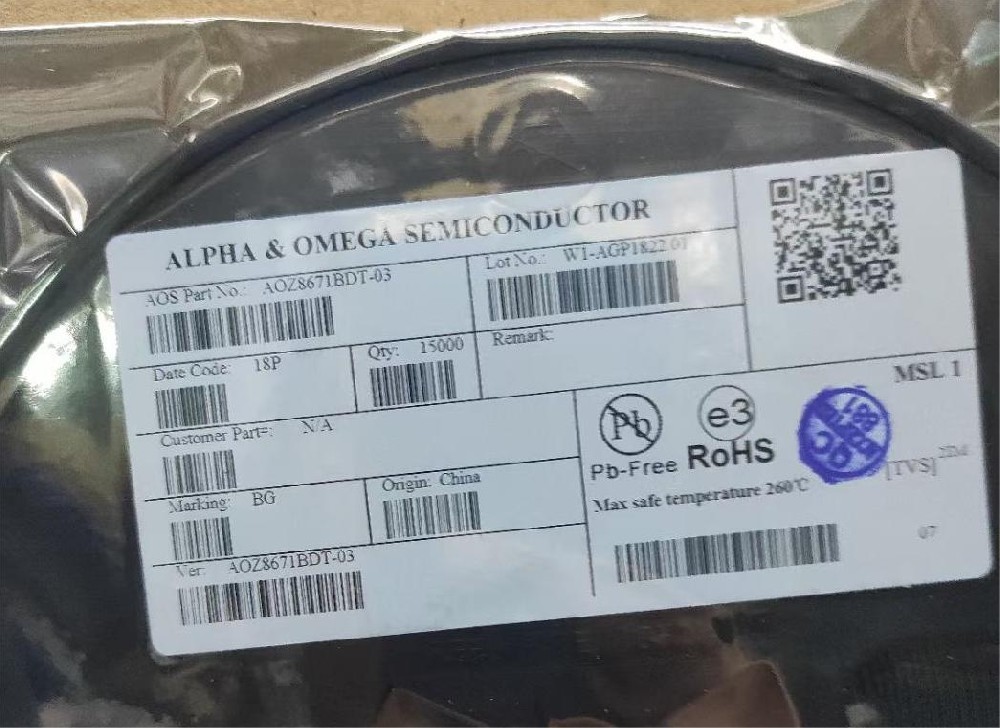 ALPHA & OMEGA SEMICONDUCTOR
AOS Part No.: AOZ8671BDT-03
Lot No.: W1-AGP1822.01
Date Code: 18P
Qty: 15000
Remark:
Customer Part#: N/A
Marking: BG
Origin: China
Ver: AOZ8671BDT-03
MSL 1
Pb
e3
Pb-Free RoHS
[TVS]
Max safe temperature 260℃
07